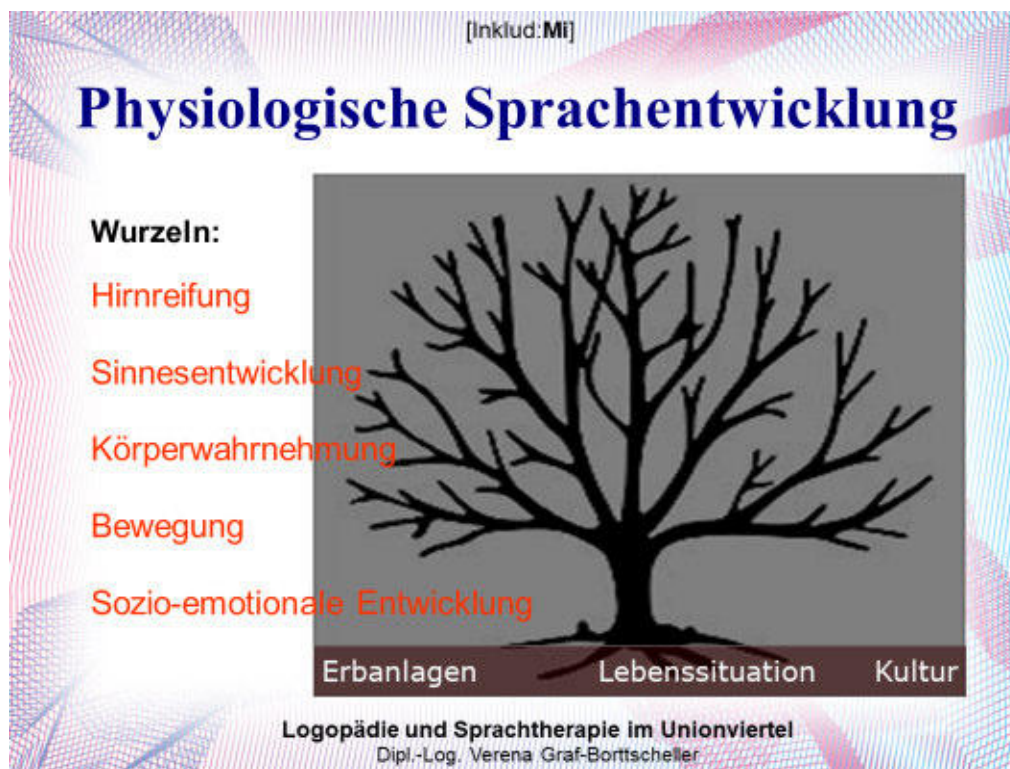 [Inklud:Mi]
Physiologische Sprachentwicklung
Wurzeln:
Hirnreifung
Sinnesentwicklung
Körperwahrnehmung
Bewegung
Sozio-emotionale Entwicklung
Erbanlagen Lebenssituation Kultur
Logopädie und Sprachtherapie im Unionviertel
Dipl.-Log. Verena Graf-Borttscheller